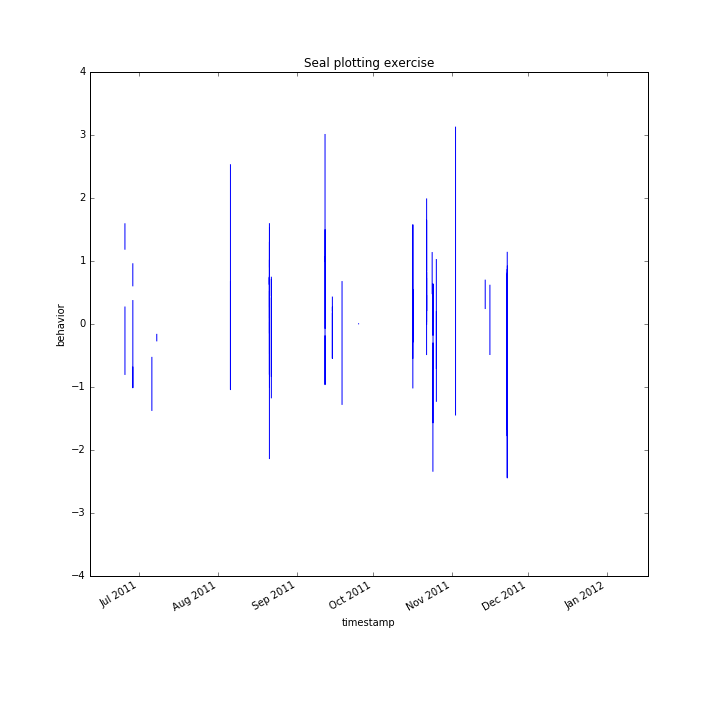 Seal plotting exercise
4
3
2
1
0
−1
−2
−3
−4
behavior
Jul 2011
Aug 2011
Sep 2011
Oct 2011
Nov 2011
Dec 2011
Jan 2012
timestamp